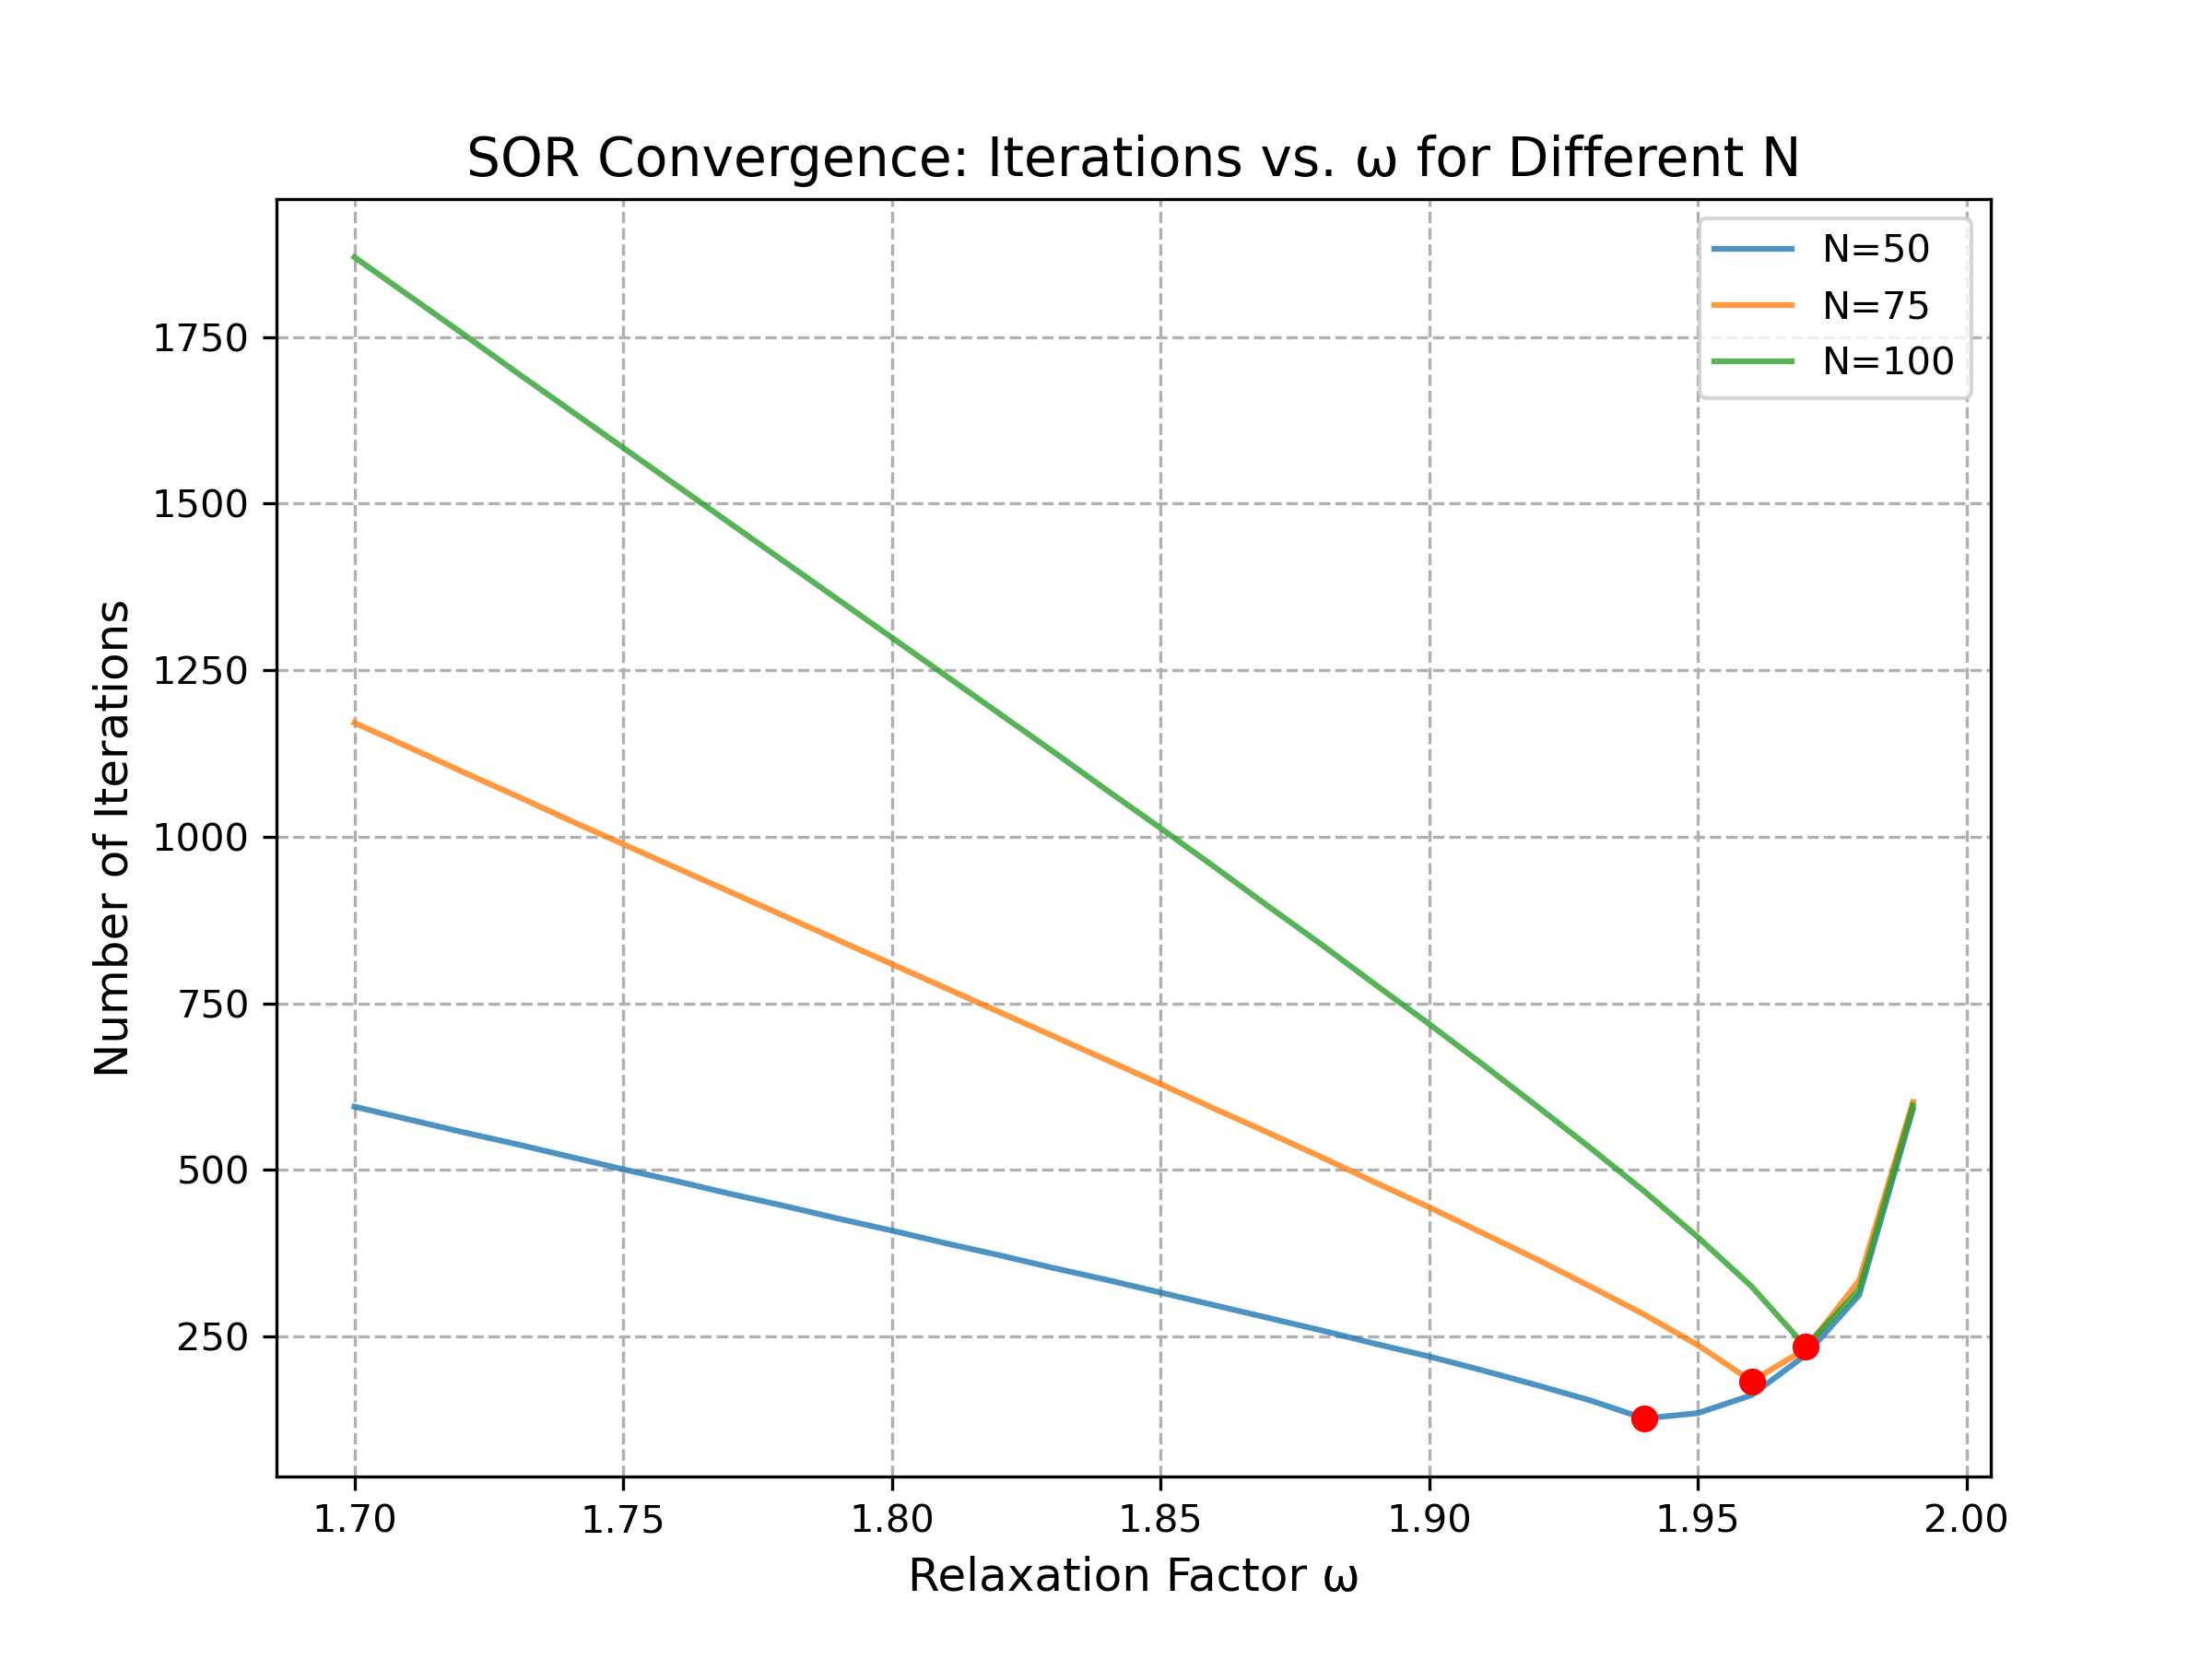 SOR Convergence: Iterations vs. ω for Different N
N=50
N=75
N=100
1750
1500
1250
1000
750
500
250
Number of Iterations
1.70 1.75 1.80 1.85 1.90 1.95 2.00
Relaxation Factor ω